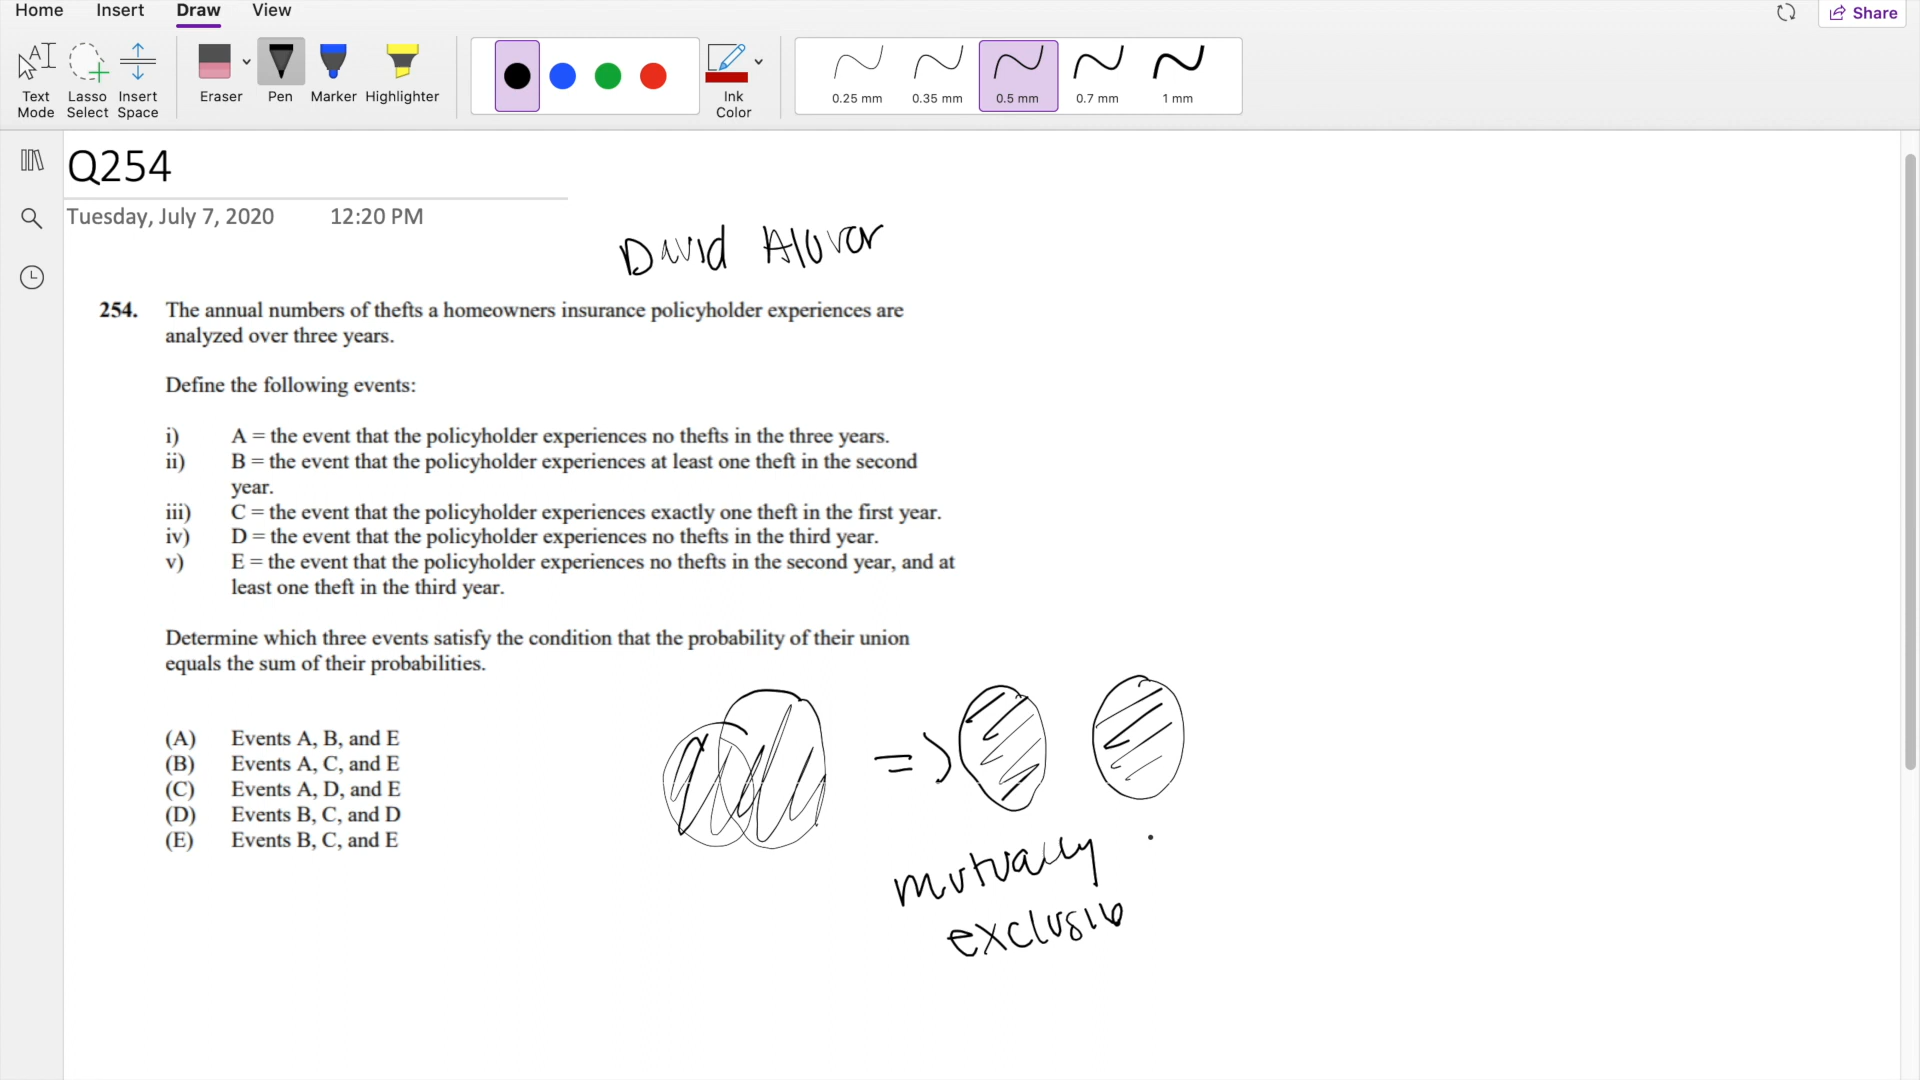 Home Insert Draw View
Share
Text Mode
Lasso Select
Insert Space
Eraser
Pen
Marker
Highlighter
Ink Color
0.25 mm
0.35 mm
0.5 mm
0.7 mm
1 mm
Q254
Tuesday, July 7, 2020 12:20 PM
David Alovar
254. The annual numbers of thefts a homeowners insurance policyholder experiences are
analyzed over three years.
Define the following events:
i) A = the event that the policyholder experiences no thefts in the three years.
ii) B = the event that the policyholder experiences at least one theft in the second
year.
iii) C = the event that the policyholder experiences exactly one theft in the first year.
iv) D = the event that the policyholder experiences no thefts in the third year.
v) E = the event that the policyholder experiences no thefts in the second year, and at
least one theft in the third year.
Determine which three events satisfy the condition that the probability of their union
equals the sum of their probabilities.
(A) Events A, B, and E
(B) Events A, C, and E
(C) Events A, D, and E
(D) Events B, C, and D
(E) Events B, C, and E
=>
mutually
exclusive